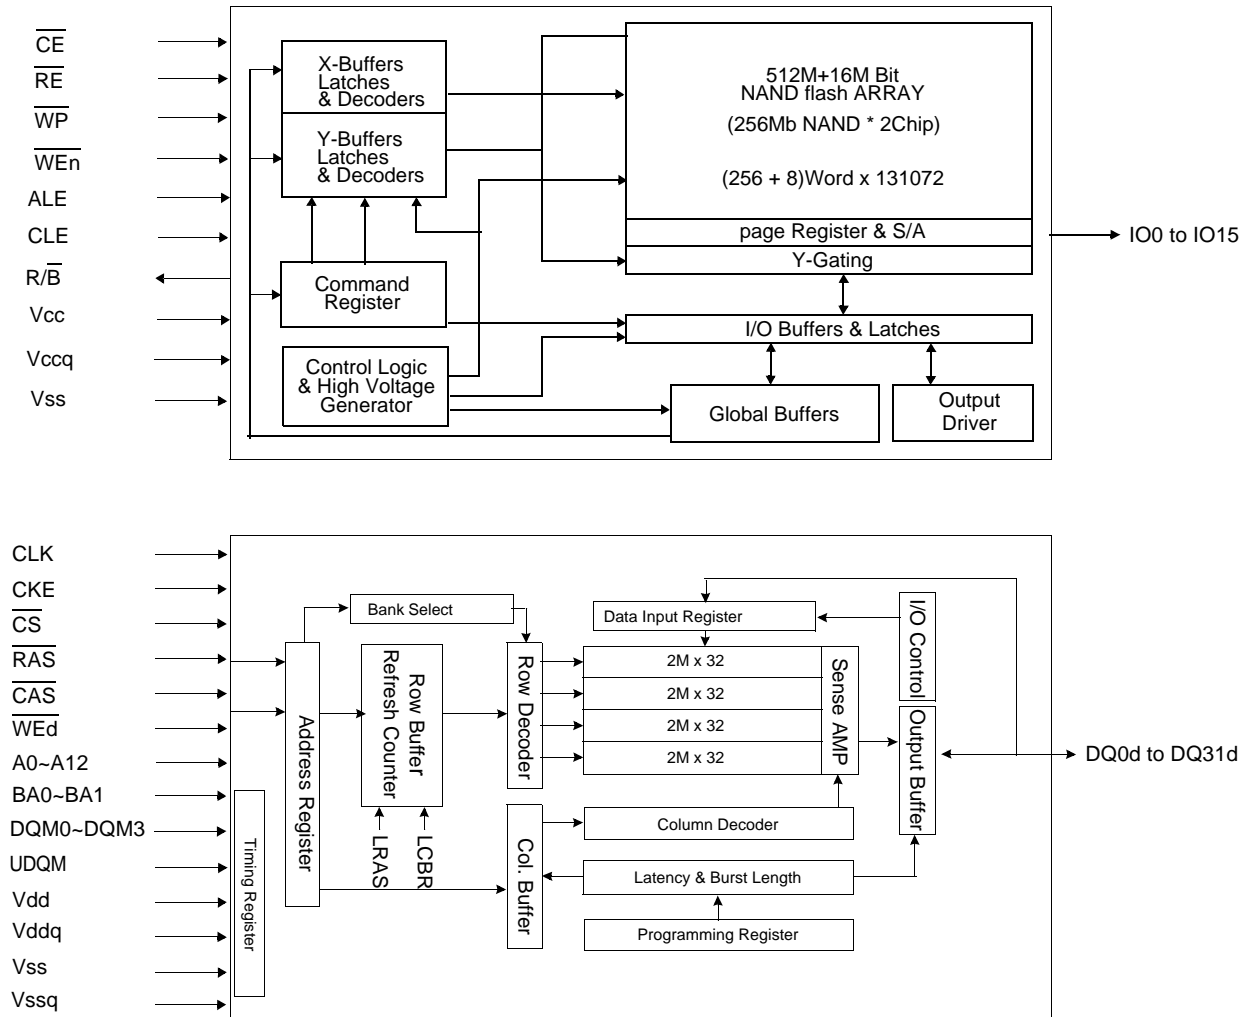 CE
RE
WP
WEn
ALE
CLE
R/B
Vcc
Vccq
Vss
X-Buffers
Latches
& Decoders
Y-Buffers
Latches
& Decoders
Command
Register
Control Logic
& High Voltage
Generator
512M+16M Bit
NAND flash ARRAY
(256Mb NAND * 2Chip)
(256 + 8)Word x 131072
page Register & S/A
Y-Gating
I/O Buffers & Latches
Global Buffers
Output
Driver
IO0 to IO15
CLK
CKE
CS
RAS
CAS
WEd
A0~A12
BA0~BA1
DQM0~DQM3
UDQM
Vdd
Vddq
Vss
Vssq
Timing Register
Address Register
Bank Select
Row Buffer
Refresh Counter
LRAS
LCBR
Row Decoder
Col. Buffer
Data Input Register
2M x 32
2M x 32
2M x 32
2M x 32
Sense AMP
Column Decoder
Latency & Burst Length
Programming Register
I/O Control
Output Buffer
DQ0d to DQ31d